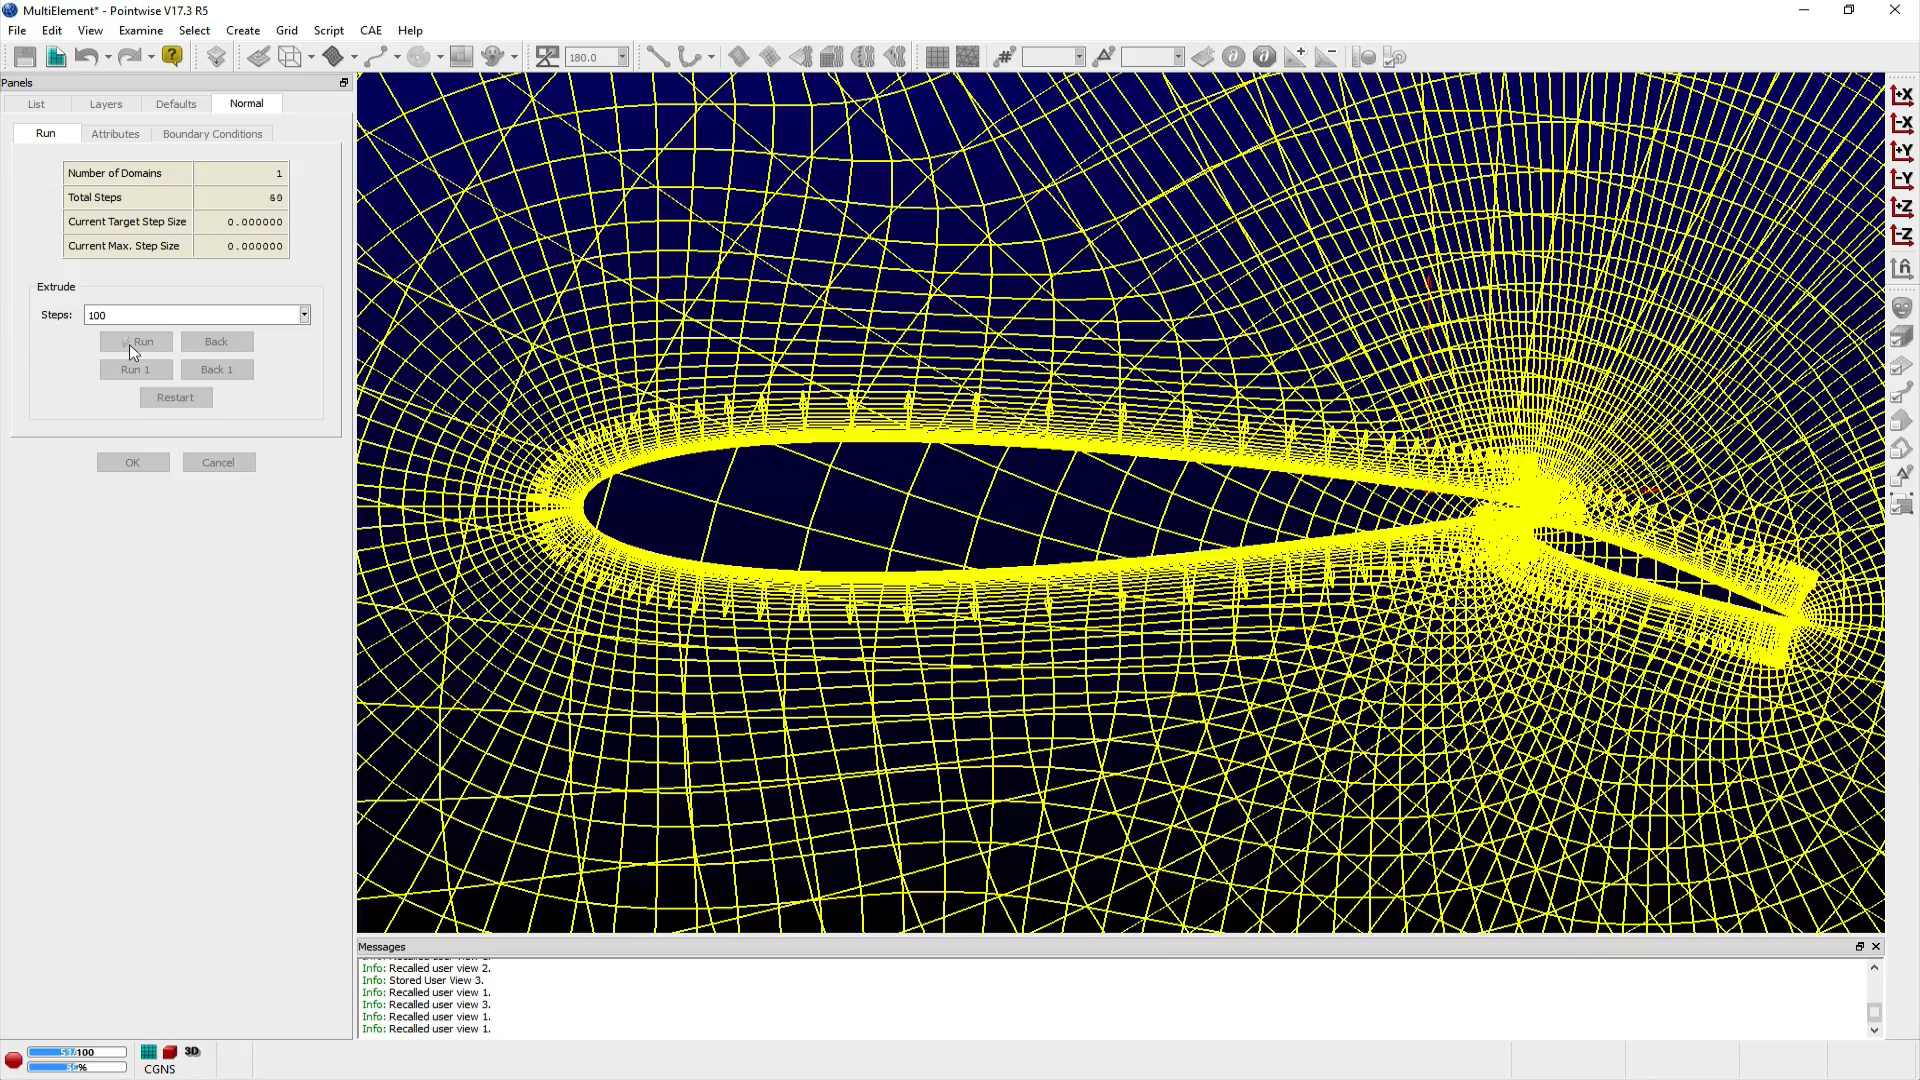 MultiElement* - Pointwise V17.3 R5
File Edit View Examine Select Create Grid Script CAE Help
180.0
Panels
List Layers Defaults Normal
Run Attributes Boundary Conditions
Number of Domains 1
Total Steps
Current Target Step Size 0.000000
Current Max. Step Size 0.000000
Extrude
Steps: 100
Run Back
Run 1 Back 1
Restart
OK Cancel
+X
-X
+Y
-Y
+Z
-Z
Messages
Info: Recalled user view 2.
Info: Stored User View 3.
Info: Recalled user view 1.
Info: Recalled user view 3.
Info: Recalled user view 1.
Info: Recalled user view 1.
3D
CGNS